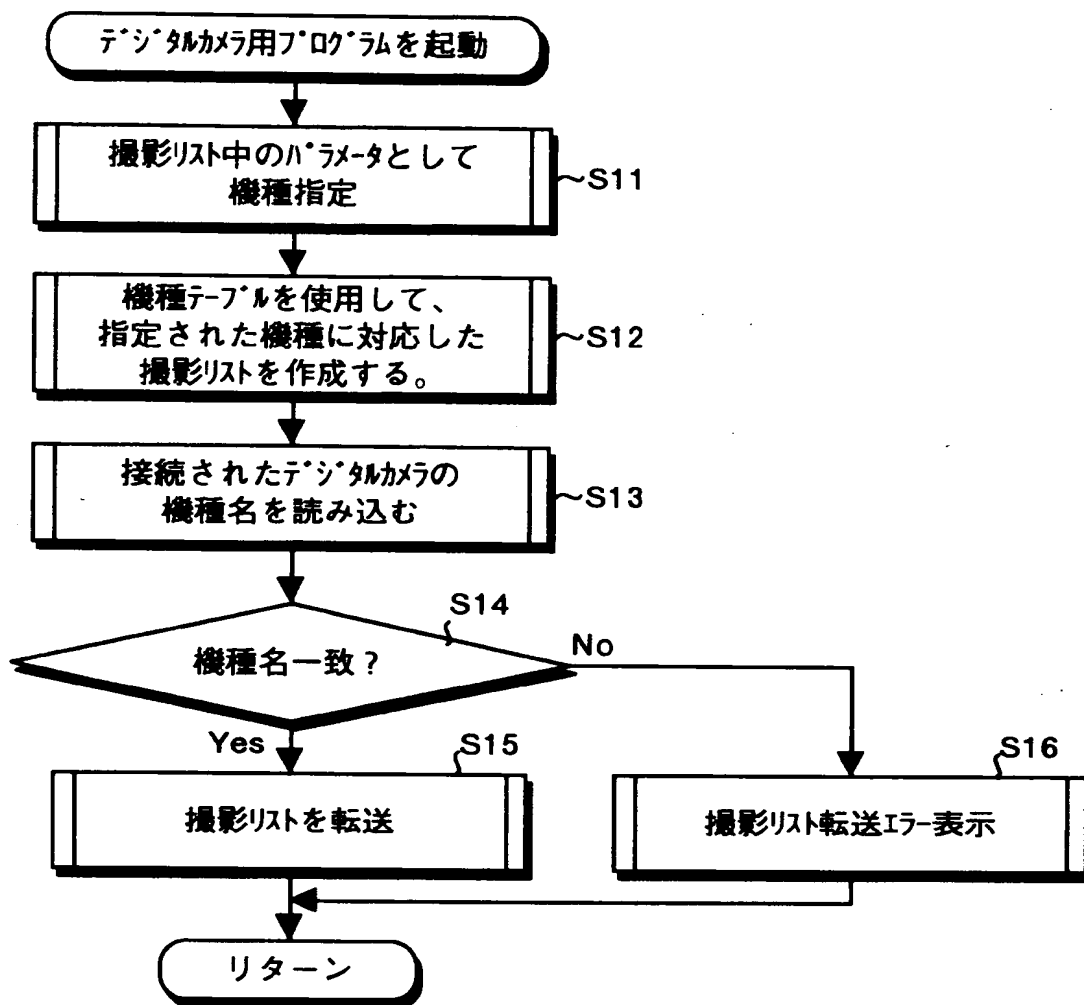 デジタルカメラ用プログラムを起動
撮影リスト中のパラメータとして
機種指定
~S11
機種テーブルを使用して、
指定された機種に対応した
撮影リストを作成する。
~S12
接続されたデジタルカメラの
機種名を読み込む
~S13
S14
機種名一致?
No
Yes
S15
撮影リストを転送
S16
撮影リスト転送エラー表示
リターン